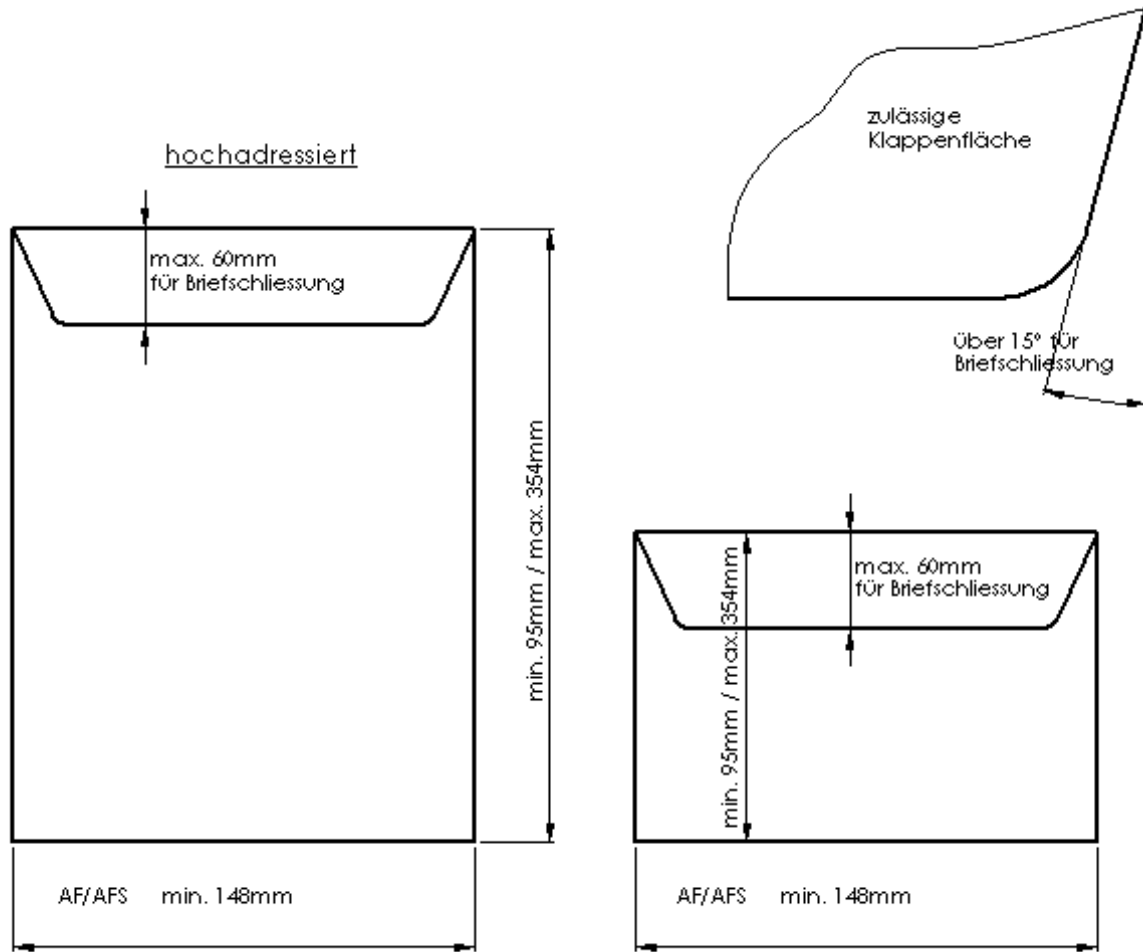 zulässige
Klappenfläche
hochadressiert
max. 60mm
für Briefschliessung
über 15° für
Briefschliessung
min. 95mm / max. 354mm
max. 60mm
für Briefschliessung
min. 95mm / max. 354mm
AF/AFS min. 148mm
AF/AFS min. 148mm